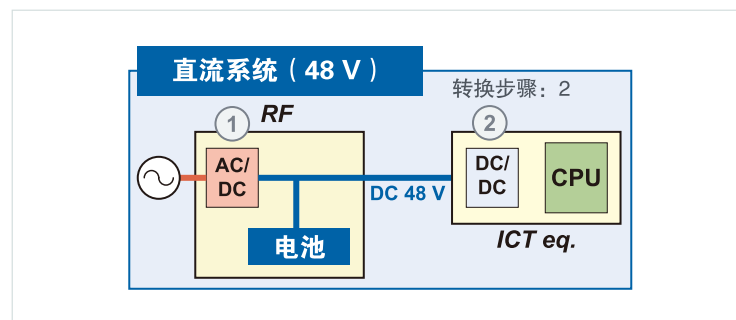 直流系统（48 V）
转换步骤：2
1
RF
2
AC/
DC
DC/
DC
CPU
DC 48 V
电池
ICT eq.